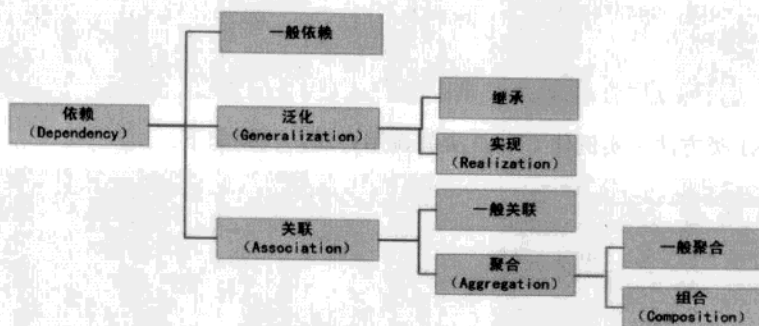 一般依赖
依赖
(Dependency)
泛化
(Generalization)
继承
实现
(Realization)
关联
(Association)
一般关联
聚合
(Aggregation)
一般聚合
组合
(Composition)